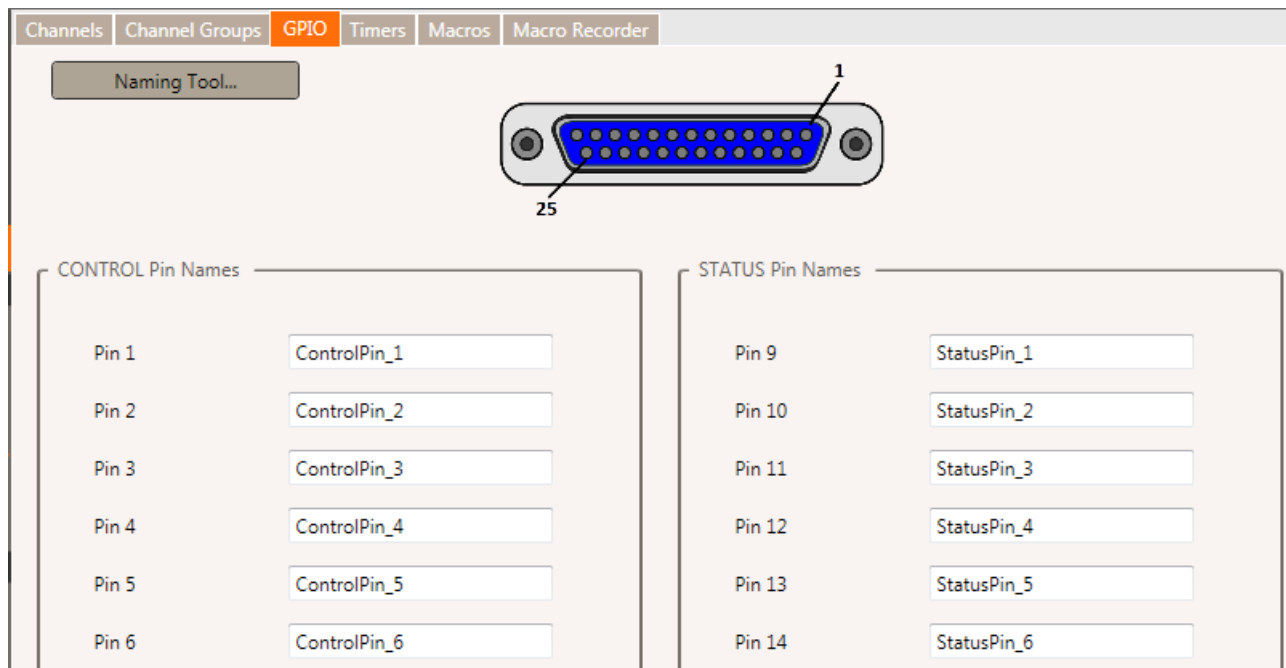 Channels Channel Groups GPIO Timers Macros Macro Recorder
Naming Tool...
1
25
CONTROL Pin Names STATUS Pin Names
Pin 1 ControlPin_1 Pin 9 StatusPin_1
Pin 2 ControlPin_2 Pin 10 StatusPin_2
Pin 3 ControlPin_3 Pin 11 StatusPin_3
Pin 4 ControlPin_4 Pin 12 StatusPin_4
Pin 5 ControlPin_5 Pin 13 StatusPin_5
Pin 6 ControlPin_6 Pin 14 StatusPin_6